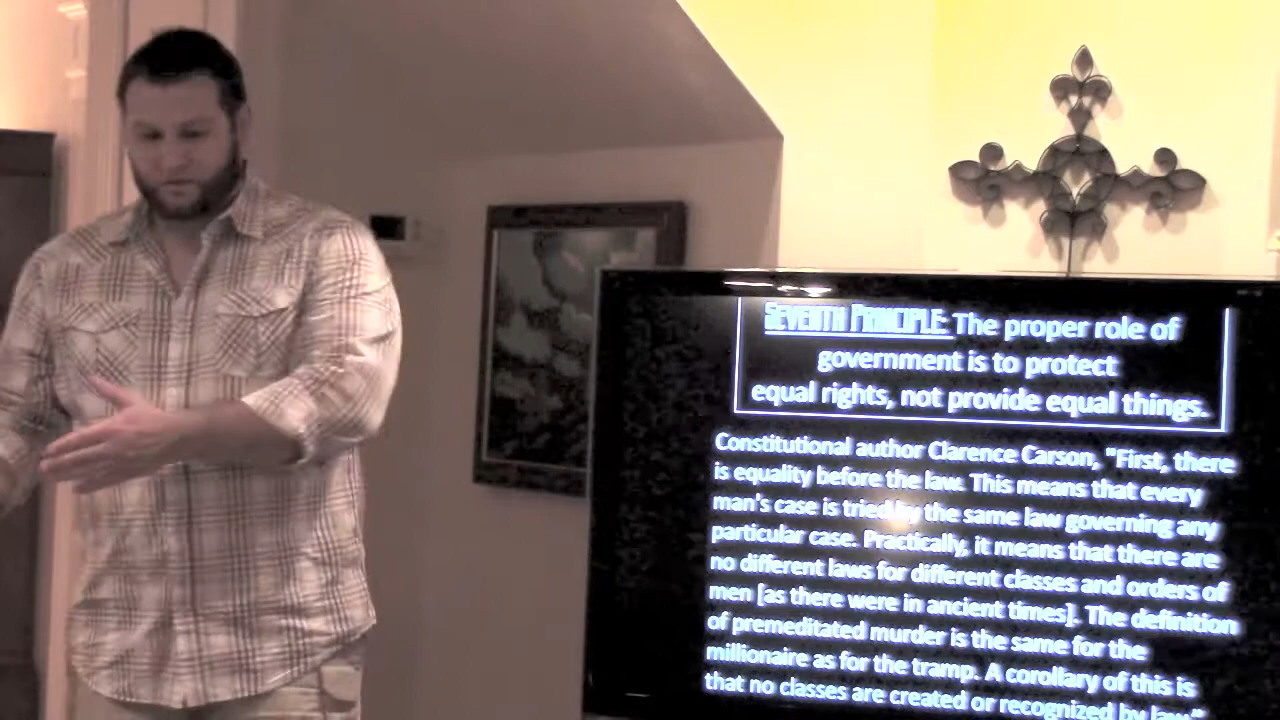 SEVENTH PRINCIPLE: The proper role of
government is to protect
equal rights, not provide equal things.
Constitutional author Clarence Carson, "First, there
is equality before the law. This means that every
man's case is tried by the same law governing any
particular case. Practically, it means that there are
no different laws for different classes and orders of
men [as there were in ancient times]. The definition
of premeditated murder is the same for the
millionaire as for the tramp. A corollary of this is
that no classes are created or recognized by law."